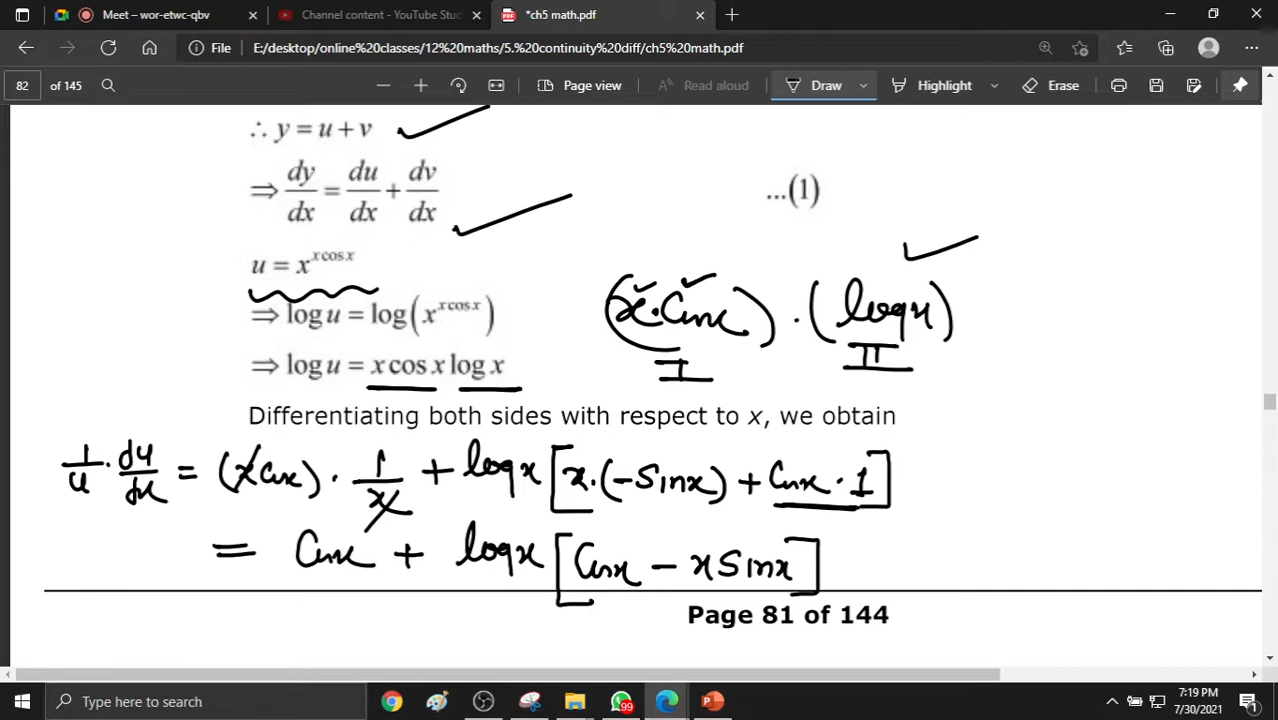 Meet – wor-etwc-qbv
Channel content - YouTube Stud
*ch5 math.pdf
File E:/desktop/online%20classes/12%20maths/5.%20continuity%20diff/ch5%20math.pdf
82 of 145 Page view Read aloud Draw Highlight Erase
∴ y = u + v
⇒ dy/dx = du/dx + dv/dx ...(1)
u = x^(x cos x)
⇒ log u = log(x^(x cos x))
(x·Cosx)·(logx)
I II
⇒ log u = x cos x log x
Differentiating both sides with respect to x, we obtain
1/u · du/dx = (xCosx) · 1/x + logx [x·(-Sinx) + Cosx · 1]
= Cosx + logx [Cosx – xSinx]
Page 81 of 144
Type here to search
99
7:19 PM
7/30/2021
1